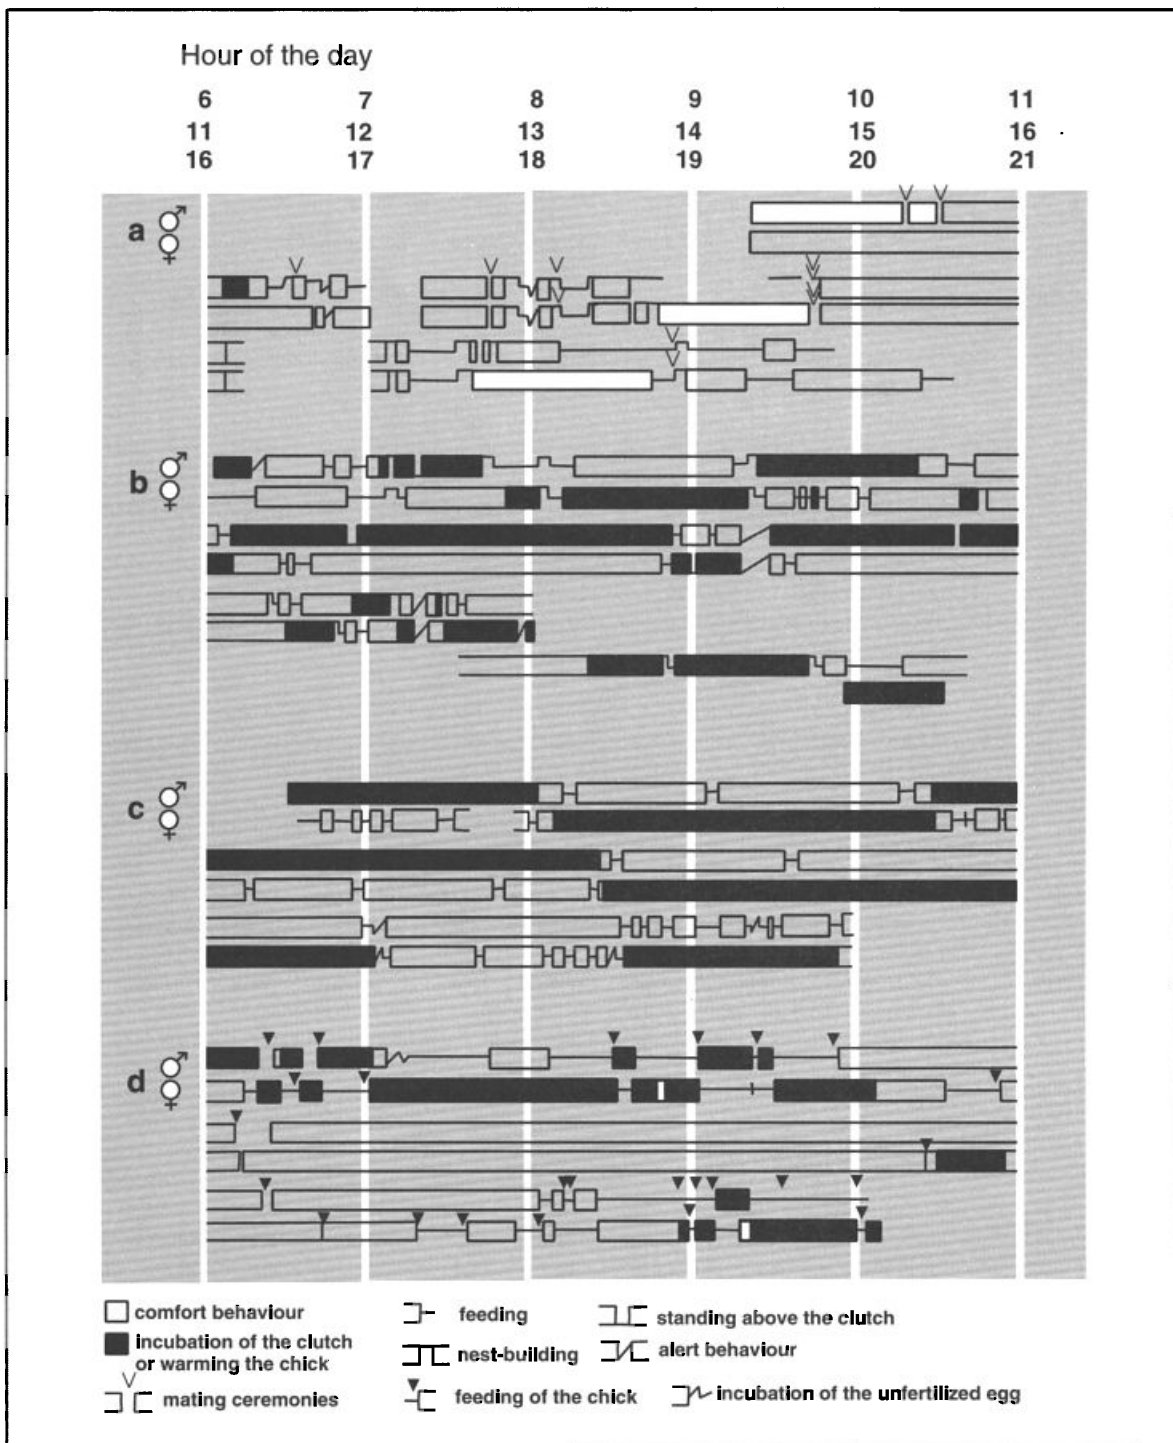 Hour of the day
6 7 8 9 10 11
11 12 13 14 15 16
16 17 18 19 20 21
a ♂
♀
b ♂
♀
c ♂
♀
d ♂
♀
comfort behaviour feeding standing above the clutch
incubation of the clutch
or warming the chick nest-building alert behaviour
mating ceremonies feeding of the chick incubation of the unfertilized egg